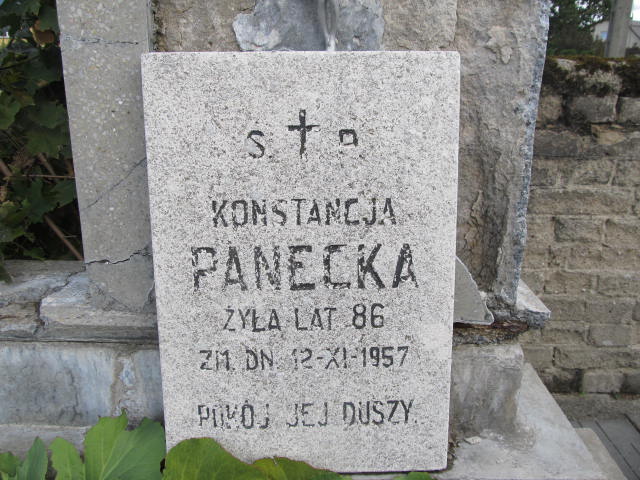 Ś. P.
KONSTANCJA
PANECKA
ŻYŁA LAT 86
ZM. DN. 12-XI-1957
POKÓJ JEJ DUSZY.